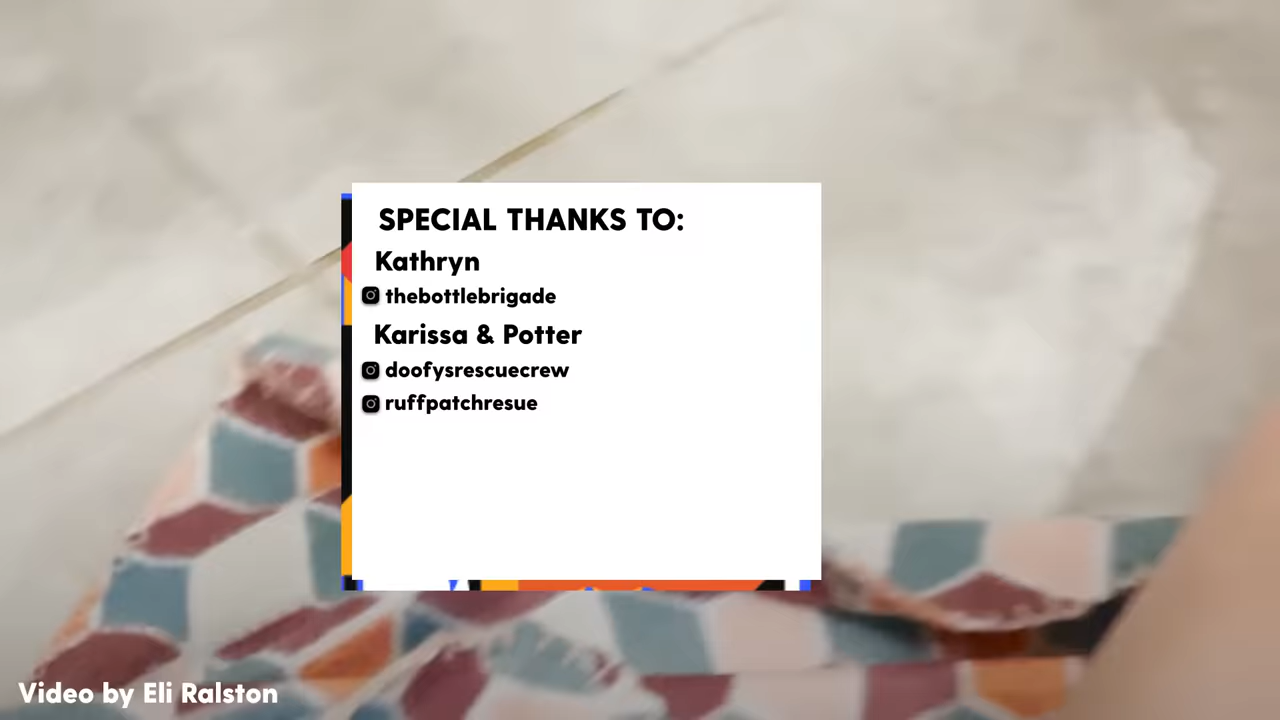 SPECIAL THANKS TO:
Kathryn
thebottlebrigade
Karissa & Potter
doofysrescuecrew
ruffpatchresue
Video by Eli Ralston